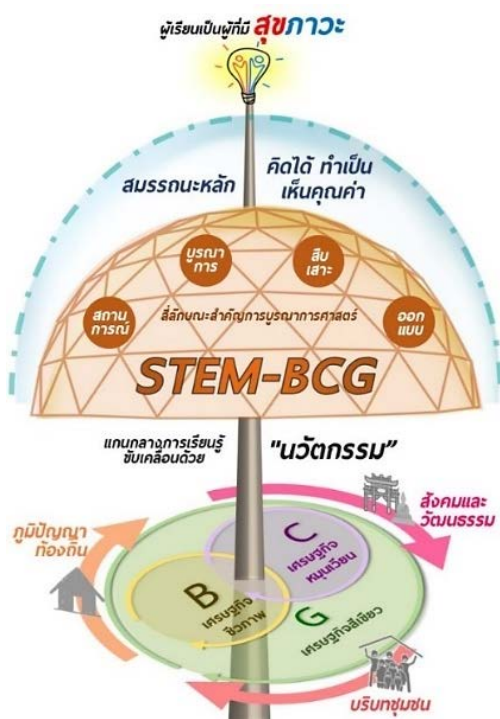 ผู้เรียนเป็นผู้ที่มี สุขภาวะ
สมรรถนะหลัก
คิดได้ ทำเป็น
เห็นคุณค่า
บูรณา
การ
สืบ
เสาะ
สถาน
การณ์
สี่ลักษณะสำคัญการบูรณาการศาสตร์
ออก
แบบ
STEM-BCG
แกนกลางการเรียนรู้
ขับเคลื่อนด้วย
"นวัตกรรม"
สังคมและ
วัฒนธรรม
ภูมิปัญญา
ท้องถิ่น
C
เศรษฐกิจ
หมุนเวียน
B
เศรษฐกิจ
ชีวภาพ
G
เศรษฐกิจสีเขียว
บริบทชุมชน